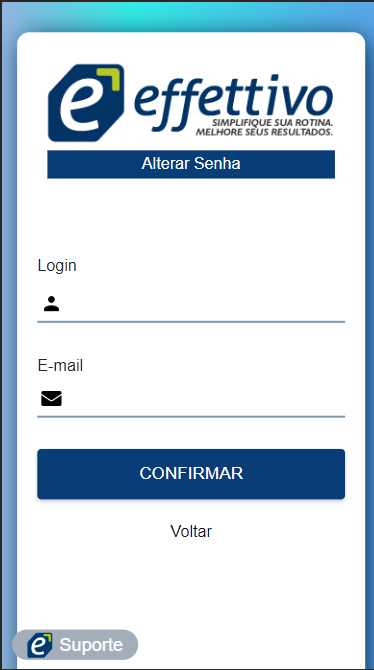 effettivo
SIMPLIFIQUE SUA ROTINA.
MELHORE SEUS RESULTADOS.
Alterar Senha
Login
E-mail
CONFIRMAR
Voltar
Suporte